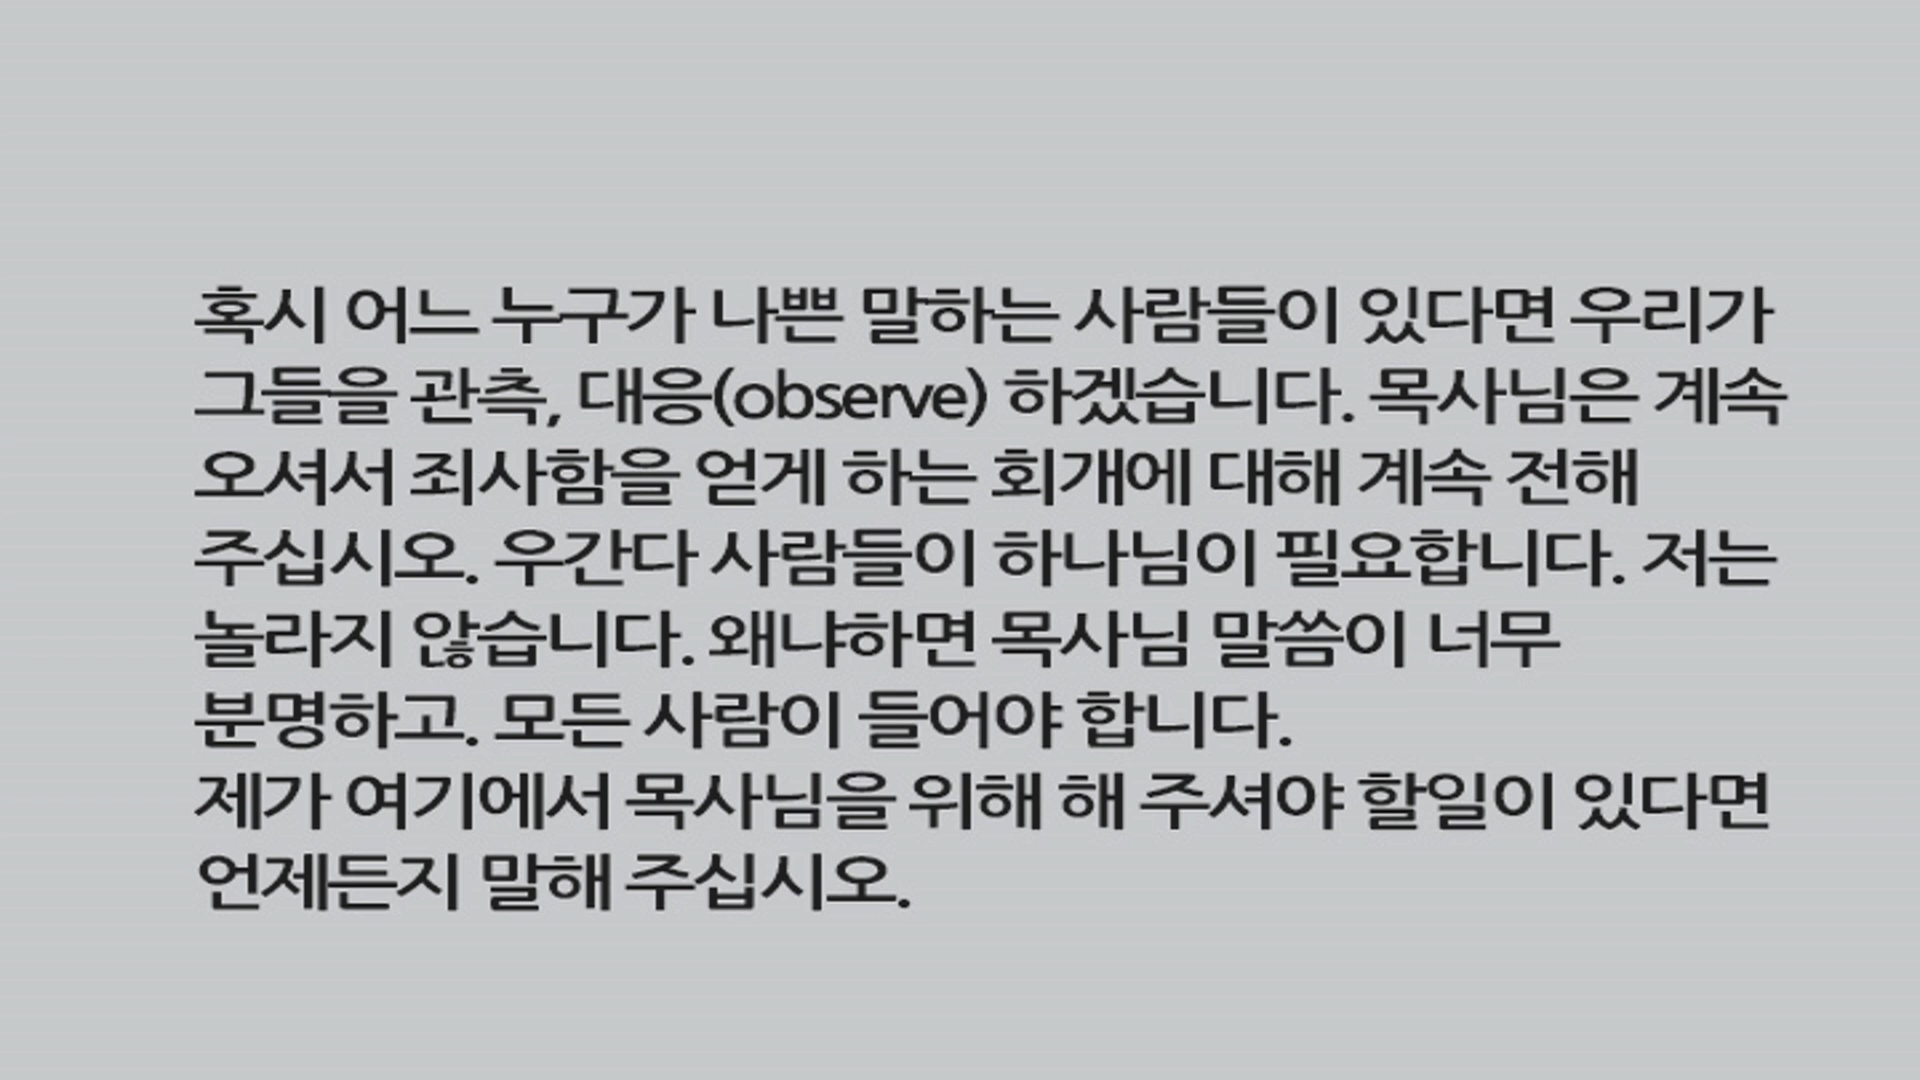 혹시 어느 누구가 나쁜 말하는 사람들이 있다면 우리가
그들을 관측, 대응(observe) 하겠습니다. 목사님은 계속
오셔서 죄사함을 얻게 하는 회개에 대해 계속 전해
주십시오. 우간다 사람들이 하나님이 필요합니다. 저는
놀라지 않습니다. 왜냐하면 목사님 말씀이 너무
분명하고. 모든 사람이 들어야 합니다.
제가 여기에서 목사님을 위해 해 주셔야 할일이 있다면
언제든지 말해 주십시오.